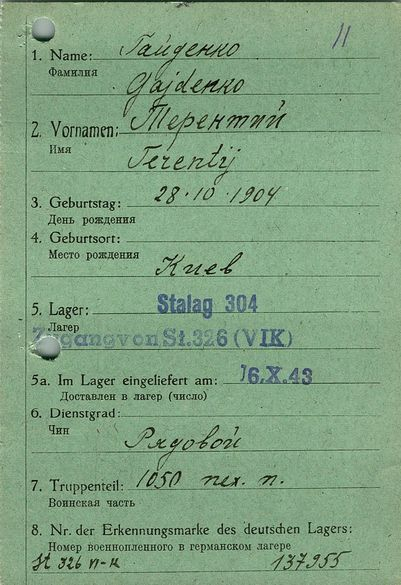 11
1. Name: Гайденко
Фамилия
Gajdenko
2. Vornamen: Терентий
Имя
Terentij
3. Geburtstag: 28.10.1904
День рождения
4. Geburtsort:
Место рождения
Киев
5. Lager: Stalag 304
Лагер
Zugang von St. 326 (VIK)
5a. Im Lager eingeliefert am: 16.X.43
Доставлен в лагер (число)
6. Dienstgrad:
Чин
Рядовой
7. Truppenteil: 1050 пех. п.
Воинская часть
8. Nr. der Erkennungsmarke des deutschen Lagers:
Номер военнопленного в германском лагере
St 326 VI-K 137955